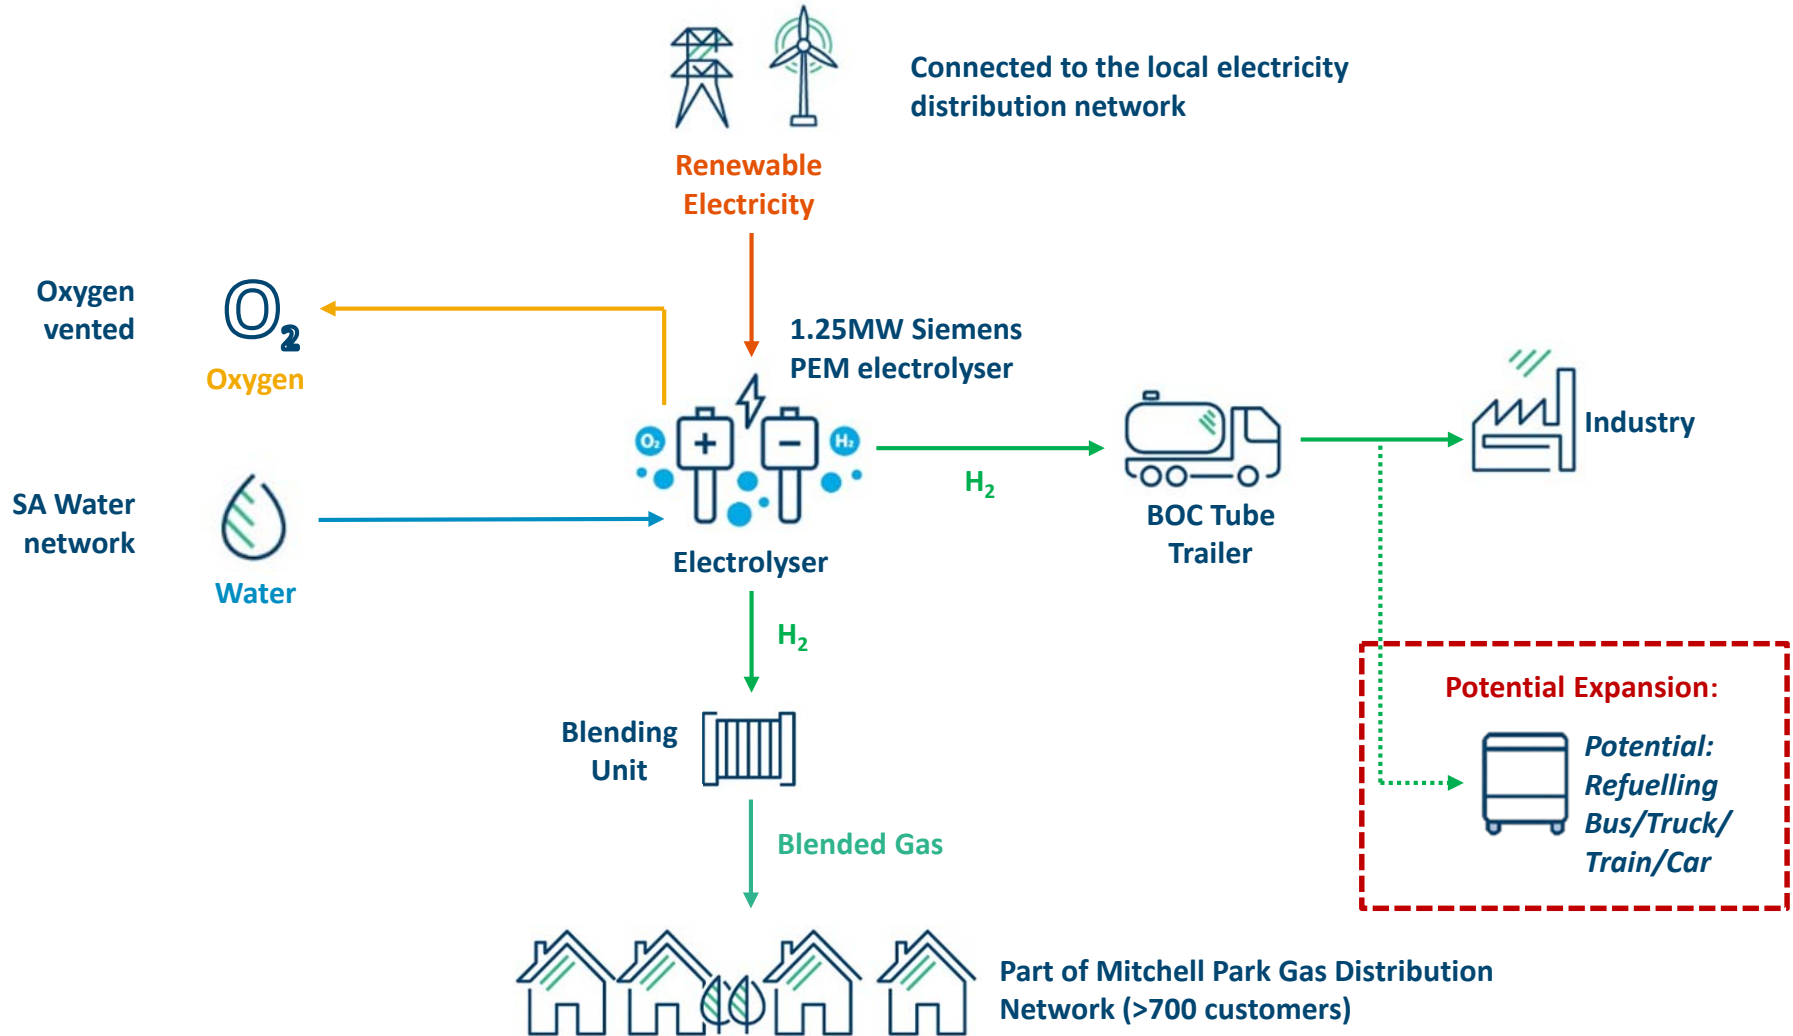 Connected to the local electricity
distribution network
Renewable
Electricity
Oxygen
vented
O₂
Oxygen
1.25MW Siemens
PEM electrolyser
O₂
+
−
H₂
Electrolyser
SA Water
network
Water
H₂
BOC Tube
Trailer
Industry
H₂
Blending
Unit
Blended Gas
Potential Expansion:
Potential:
Refuelling
Bus/Truck/
Train/Car
Part of Mitchell Park Gas Distribution
Network (>700 customers)